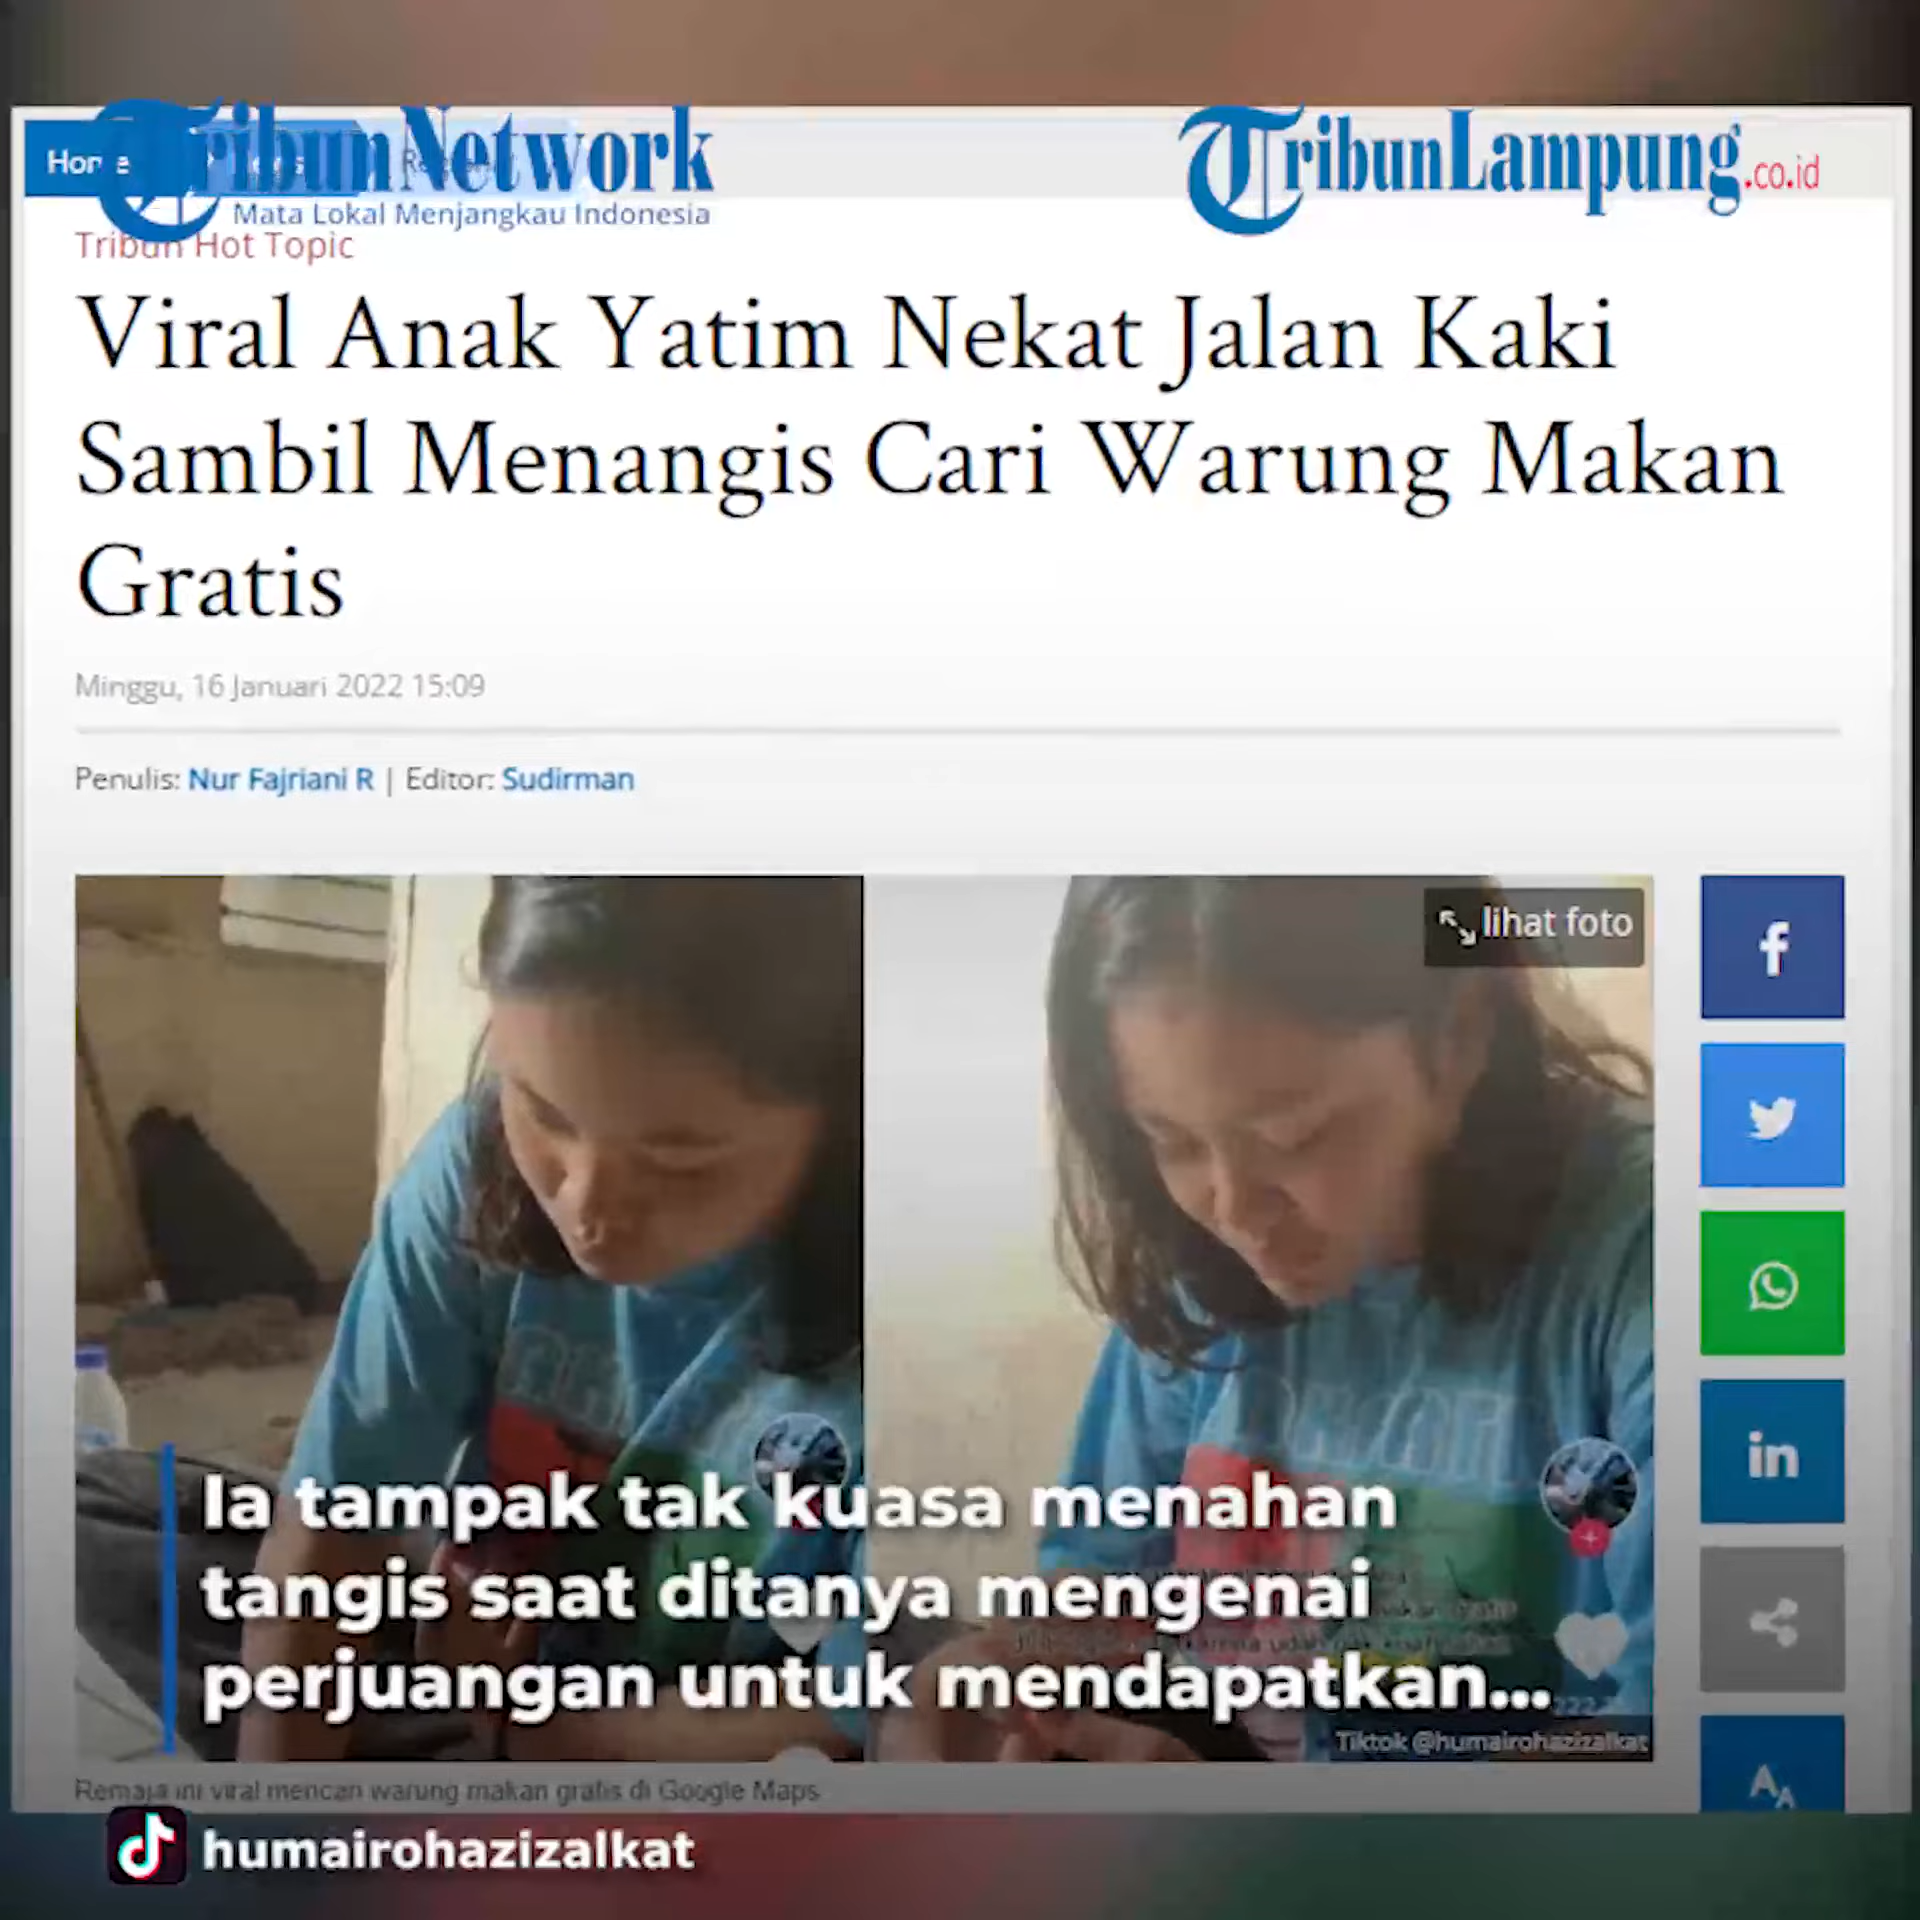 Home
TribunNetwork
Mata Lokal Menjangkau Indonesia
TribunLampung.co.id
Tribun Hot Topic
Viral Anak Yatim Nekat Jalan Kaki
Sambil Menangis Cari Warung Makan
Gratis
Minggu, 16 Januari 2022 15:09
Penulis: Nur Fajriani R | Editor: Sudirman
lihat foto
f
in
Ia tampak tak kuasa menahan
tangis saat ditanya mengenai
perjuangan untuk mendapatkan...
Tiktok @humairohazizalkat
AA
Remaja ini viral mencari warung makan gratis di Google Maps
humairohazizalkat